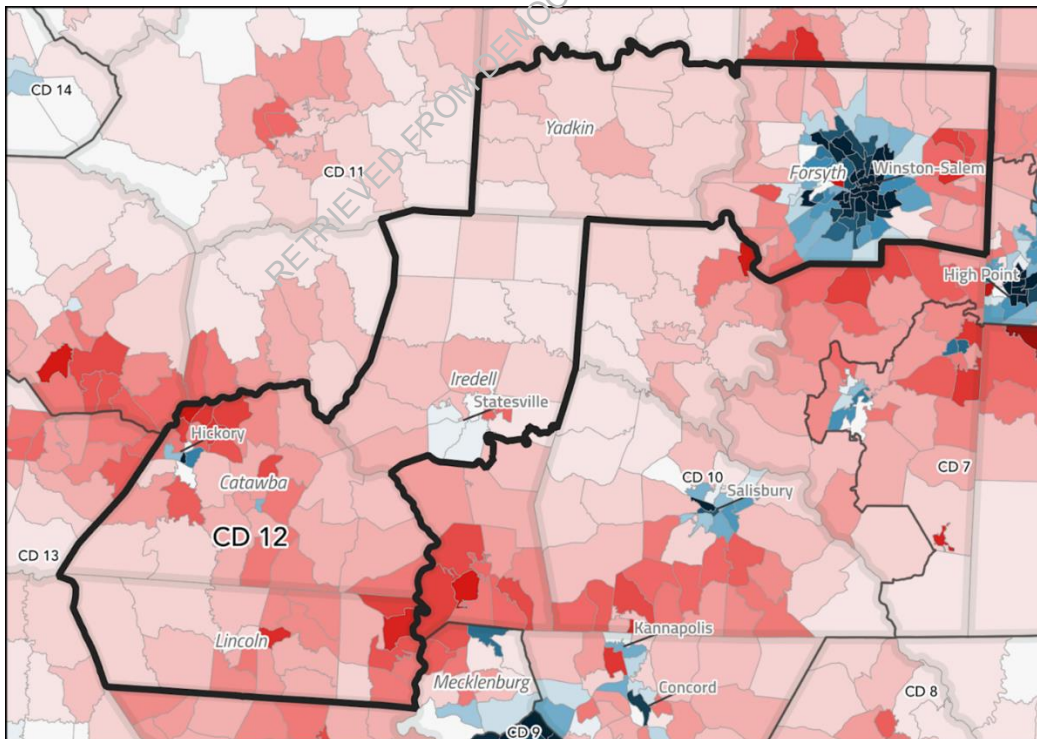 RETRIEVED FROM DEMOC
CD 14
Yadkin
CD 11
Forsyth
Winston-Salem
High Point
Iredell
Statesville
Hickory
Catawba
CD 10
Salisbury
CD 7
CD 12
CD 13
Lincoln
Kannapolis
Mecklenburg
Concord
CD 8
CD 9